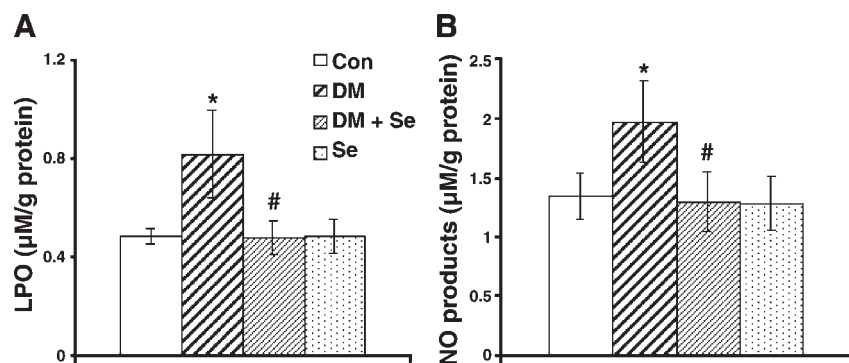 A
LPO (µM/g protein)
1.2
0.8
0.4
0
*
#
Con
DM
DM + Se
Se
B
NO products (µM/g protein)
2.5
2
1.5
1
0.5
0
*
#